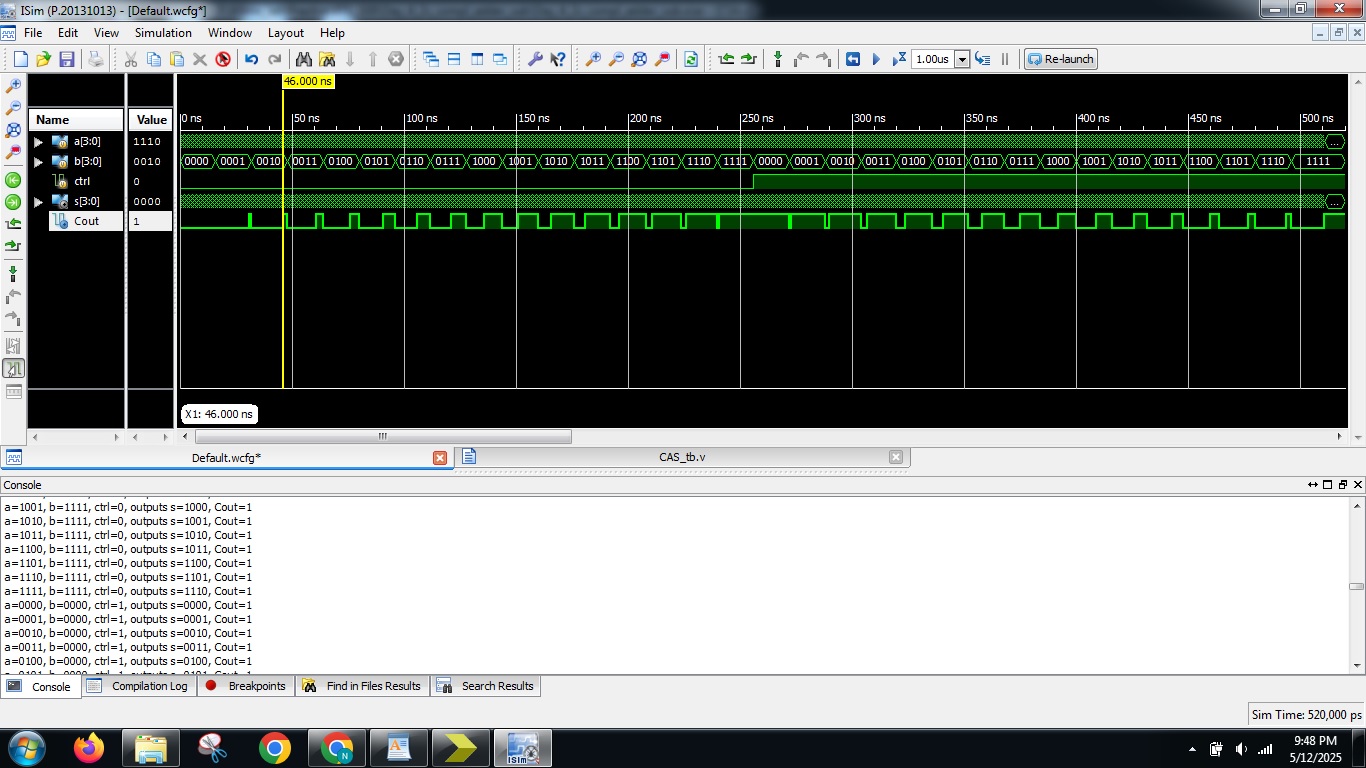 ISim (P.20131013) - [Default.wcfg*]
File Edit View Simulation Window Layout Help
1.00us Re-launch
46.000 ns
Name Value
0 ns 50 ns 100 ns 150 ns 200 ns 250 ns 300 ns 350 ns 400 ns 450 ns 500 ns
a[3:0] 1110 ...
b[3:0] 0010 0000 0001 0010 0011 0100 0101 0110 0111 1000 1001 1010 1011 1100 1101 1110 1111 0000 0001 0010 0011 0100 0101 0110 0111 1000 1001 1010 1011 1100 1101 1110 1111
ctrl 0
s[3:0] 0000 ...
Cout 1
X1: 46.000 ns
Default.wcfg* CAS_tb.v
Console
a=1001, b=1111, ctrl=0, outputs s=1000, Cout=1
a=1010, b=1111, ctrl=0, outputs s=1001, Cout=1
a=1011, b=1111, ctrl=0, outputs s=1010, Cout=1
a=1100, b=1111, ctrl=0, outputs s=1011, Cout=1
a=1101, b=1111, ctrl=0, outputs s=1100, Cout=1
a=1110, b=1111, ctrl=0, outputs s=1101, Cout=1
a=1111, b=1111, ctrl=0, outputs s=1110, Cout=1
a=0000, b=0000, ctrl=1, outputs s=0000, Cout=1
a=0001, b=0000, ctrl=1, outputs s=0001, Cout=1
a=0010, b=0000, ctrl=1, outputs s=0010, Cout=1
a=0011, b=0000, ctrl=1, outputs s=0011, Cout=1
a=0100, b=0000, ctrl=1, outputs s=0100, Cout=1
Console Compilation Log Breakpoints Find in Files Results Search Results
Sim Time: 520,000 ps
N ISim 9:48 PM
5/12/2025